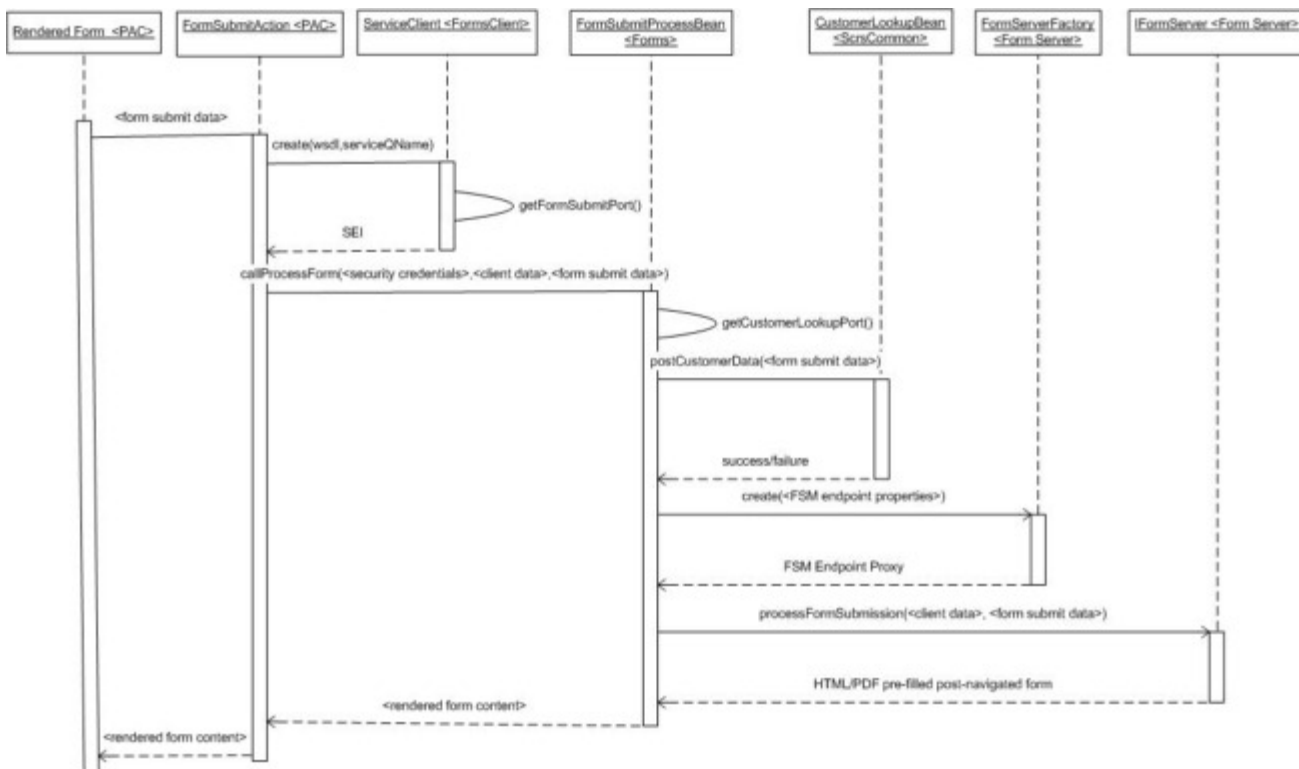 Rendered Form <PAC>
FormSubmitAction <PAC>
ServiceClient <FormsClient>
FormSubmitProcessBean
<Forms>
CustomerLookupBean
<ScrsCommon>
FormServerFactory
<Form Server>
IFormServer <Form Server>
<form submit data>
create(wsdl,serviceQName)
getFormSubmitPort()
SEI
callProcessForm(<security credentials>,<client data>,<form submit data>)
getCustomerLookupPort()
postCustomerData(<form submit data>)
success/failure
create(<FSM endpoint properties>)
FSM Endpoint Proxy
processFormSubmission(<client data>, <form submit data>)
HTML/PDF pre-filled post-navigated form
<rendered form content>
<rendered form content>